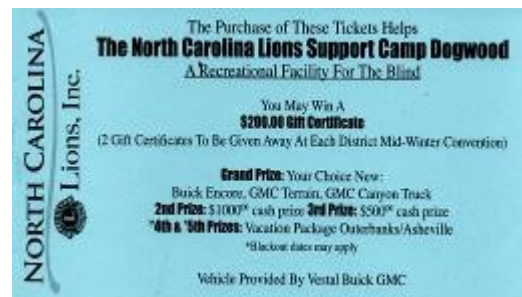 NORTH CAROLINA
Lions, Inc.
The Purchase of These Tickets Helps
The North Carolina Lions Support Camp Dogwood
A Recreational Facility For The Blind
You May Win A
$200.00 Gift Certificate
(2 Gift Certificates To Be Given Away At Each District Mid-Winter Convention)
Grand Prize: Your Choice New:
Buick Encore, GMC Terrain, GMC Canyon Truck
2nd Prize: $1000⁰⁰ cash prize 3rd Prize: $500⁰⁰ cash prize
*4th & *5th Prizes: Vacation Package Outerbanks/Asheville
*Blackout dates may apply
Vehicle Provided By Vestal Buick GMC